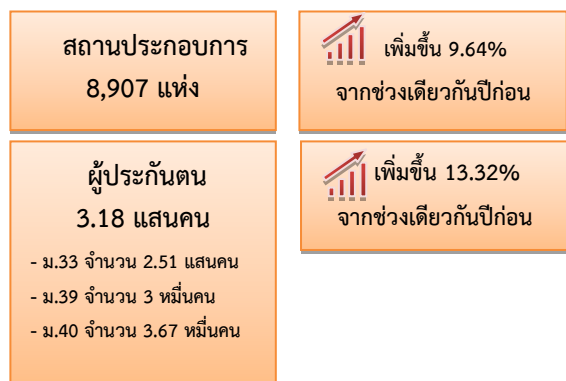 สถานประกอบการ
8,907 แห่ง
เพิ่มขึ้น 9.64%
จากช่วงเดียวกันปีก่อน
ผู้ประกันตน
3.18 แสนคน
- ม.33 จำนวน 2.51 แสนคน
- ม.39 จำนวน 3 หมื่นคน
- ม.40 จำนวน 3.67 หมื่นคน
เพิ่มขึ้น 13.32%
จากช่วงเดียวกันปีก่อน